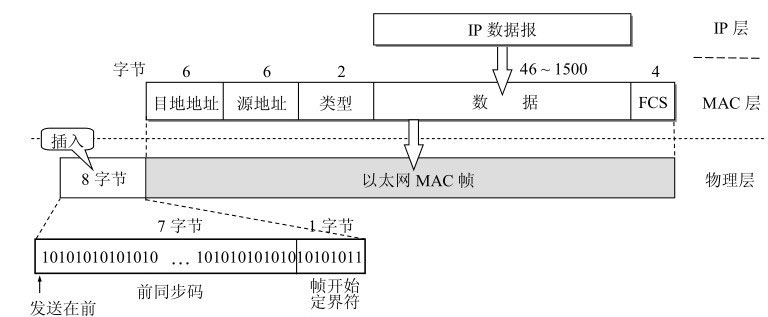 IP 数据报
IP 层
字节
6
6
2
46 ~ 1500
4
目地地址
源地址
类型
数 据
FCS
MAC 层
插入
8 字节
以太网 MAC 帧
物理层
7 字节
1 字节
10101010101010 … 101010101010
10101011
发送在前
前同步码
帧开始
定界符